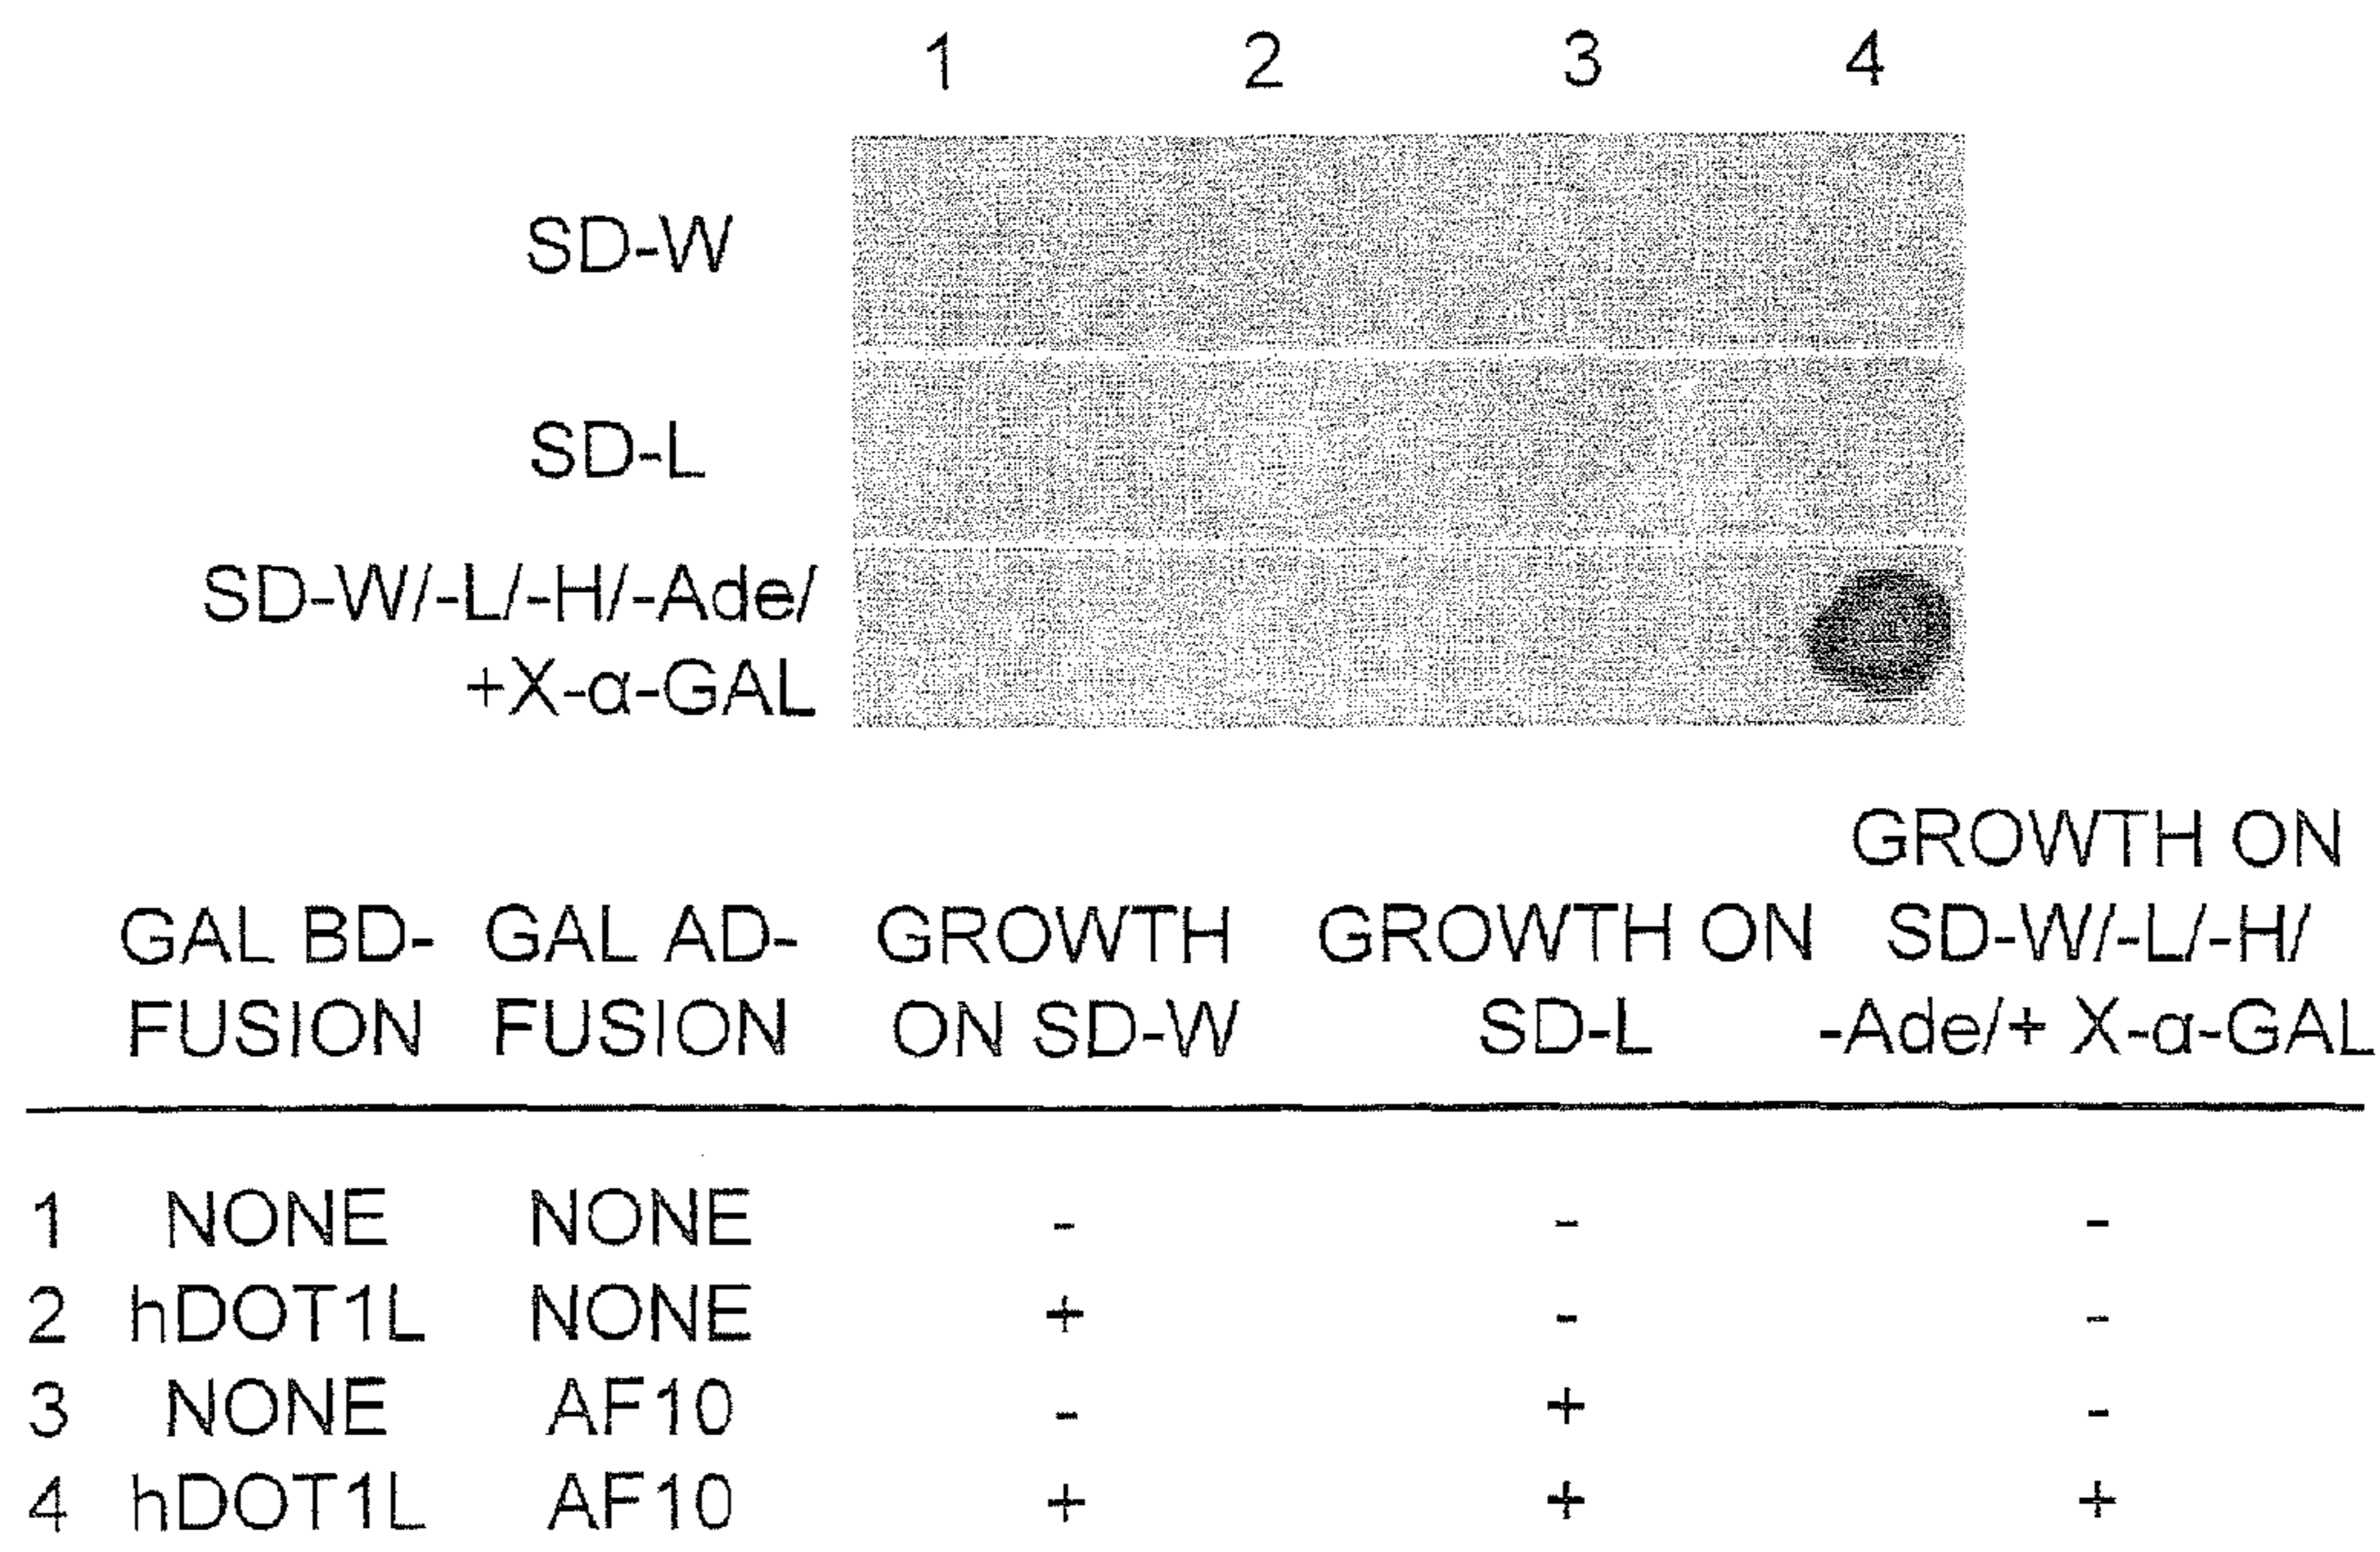 1 2 3 4
SD-W
SD-L
SD-W/-L/-H/-Ade/
+X-α-GAL
GROWTH ON
GAL BD- GAL AD- GROWTH GROWTH ON SD-W/-L/-H/
FUSION FUSION ON SD-W SD-L -Ade/+ X-α-GAL
1 NONE NONE - - -
2 hDOT1L NONE + - -
3 NONE AF10 - + -
4 hDOT1L AF10 + + +